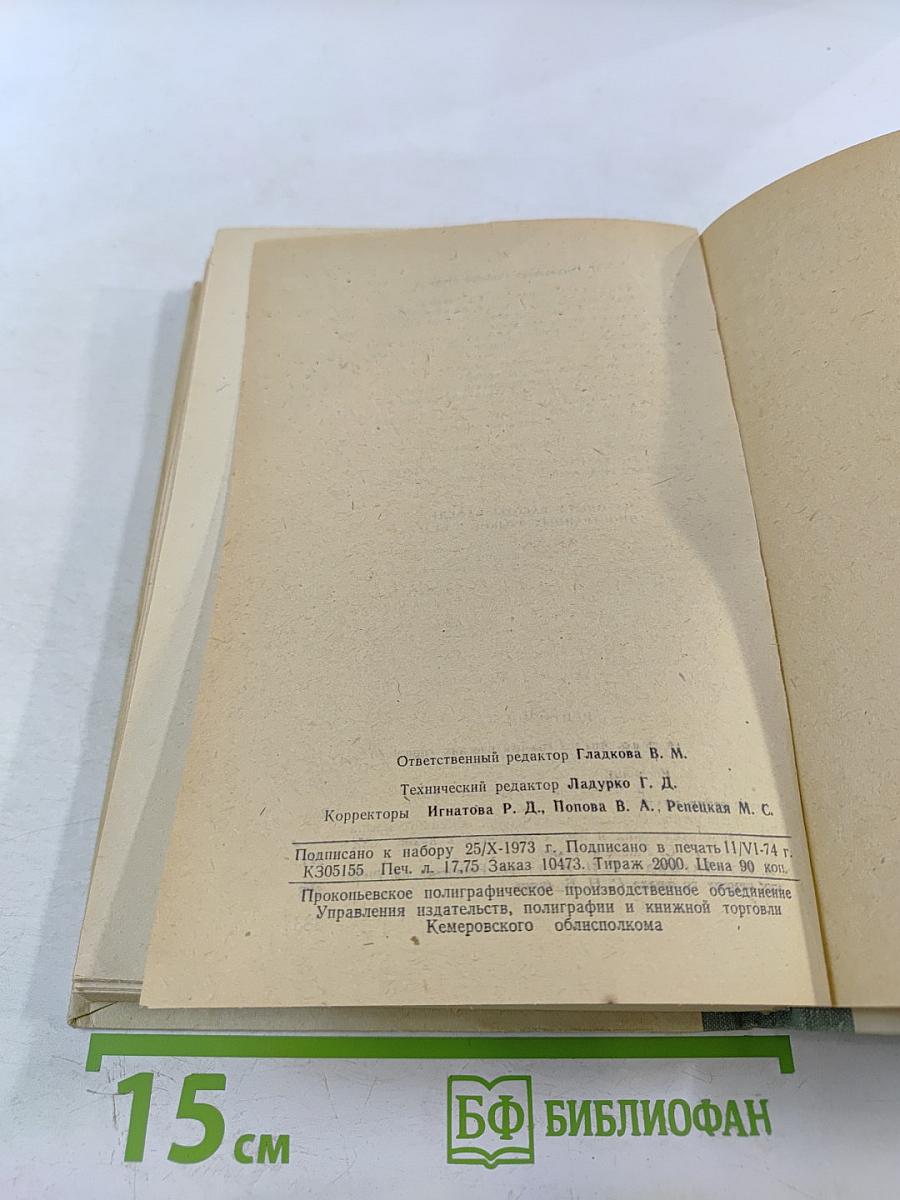 Ответственный редактор Гладкова В. М.
Технический редактор Ладурко Г. Д.
Корректоры Игнатова Р. Д., Попова В. А., Репецкая М. С.
Подписано к набору 25/X-1973 г. Подписано в печать 11/VI-74 г.
К305155 Печ. л. 17,75 Заказ 10473. Тираж 2000. Цена 90 коп.
Прокопьевское полиграфическое производственное объединение
Управления издательств, полиграфии и книжной торговли
Кемеровского облисполкома
15 см
БФ БИБЛИОФАН